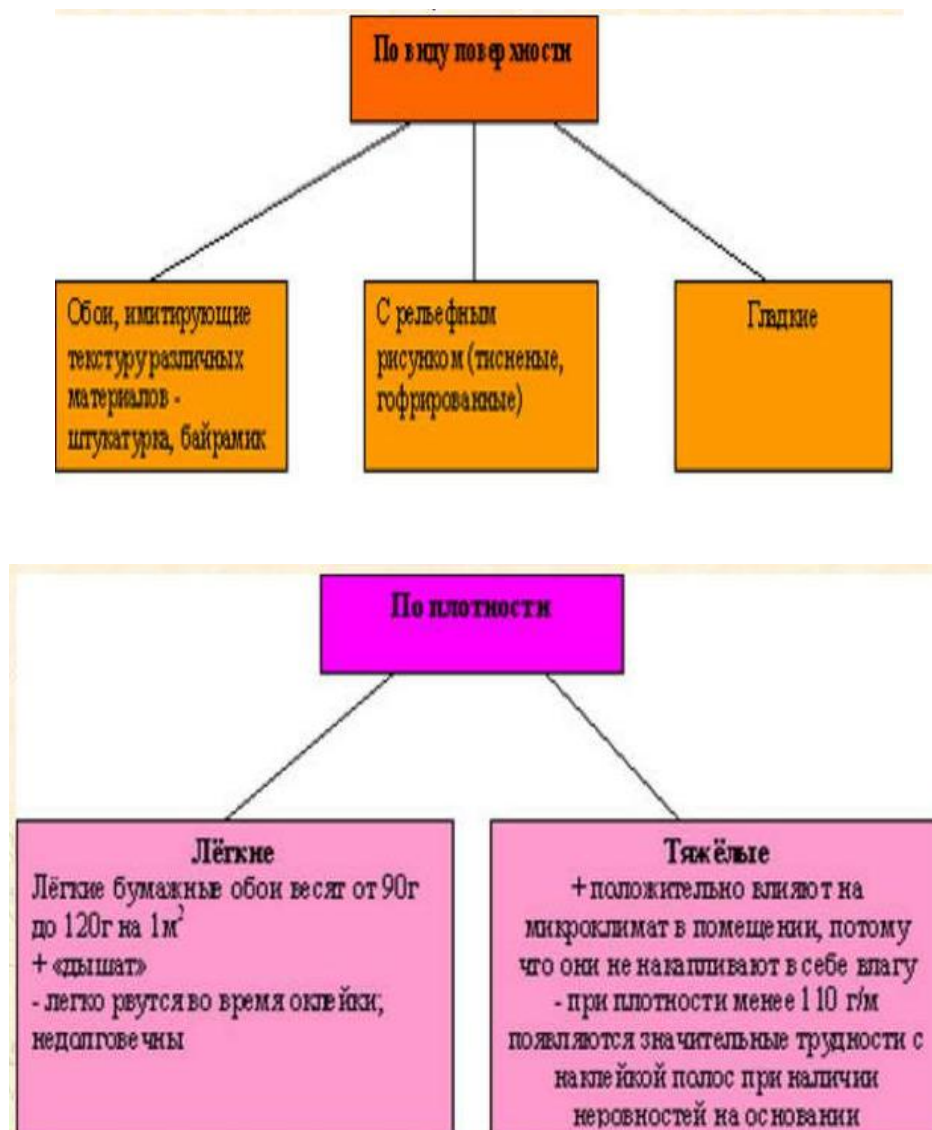 По виду поверхности
Обои, имитирующие
текстуру различных
материалов -
штукатурка, байрамик
С рельефным
рисунком (тисненые,
гофрированные)
Гладкие
По плотности
Лёгкие
Лёгкие бумажные обои весят от 90г
до 120г на 1м²
+ «дышат»
- легко рвутся во время оклейки;
недолговечны
Тяжёлые
+ положительно влияют на
микроклимат в помещении, потому
что они не накапливают в себе влагу
- при плотности менее 110 г/м
появляются значительные трудности с
наклейкой полос при наличии
неровностей на основании